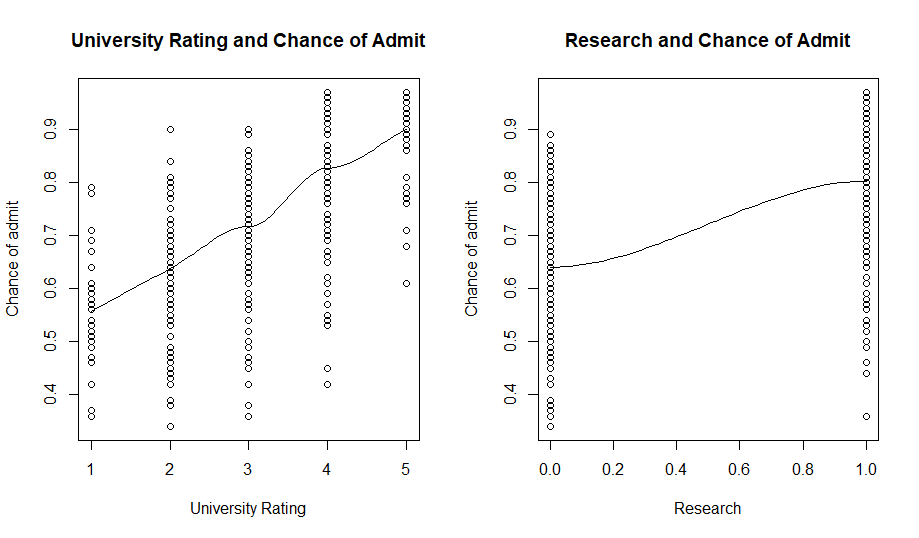 University Rating and Chance of Admit
Chance of admit
0.9
0.8
0.7
0.6
0.5
0.4
1 2 3 4 5
University Rating
Research and Chance of Admit
Chance of admit
0.9
0.8
0.7
0.6
0.5
0.4
0.0 0.2 0.4 0.6 0.8 1.0
Research